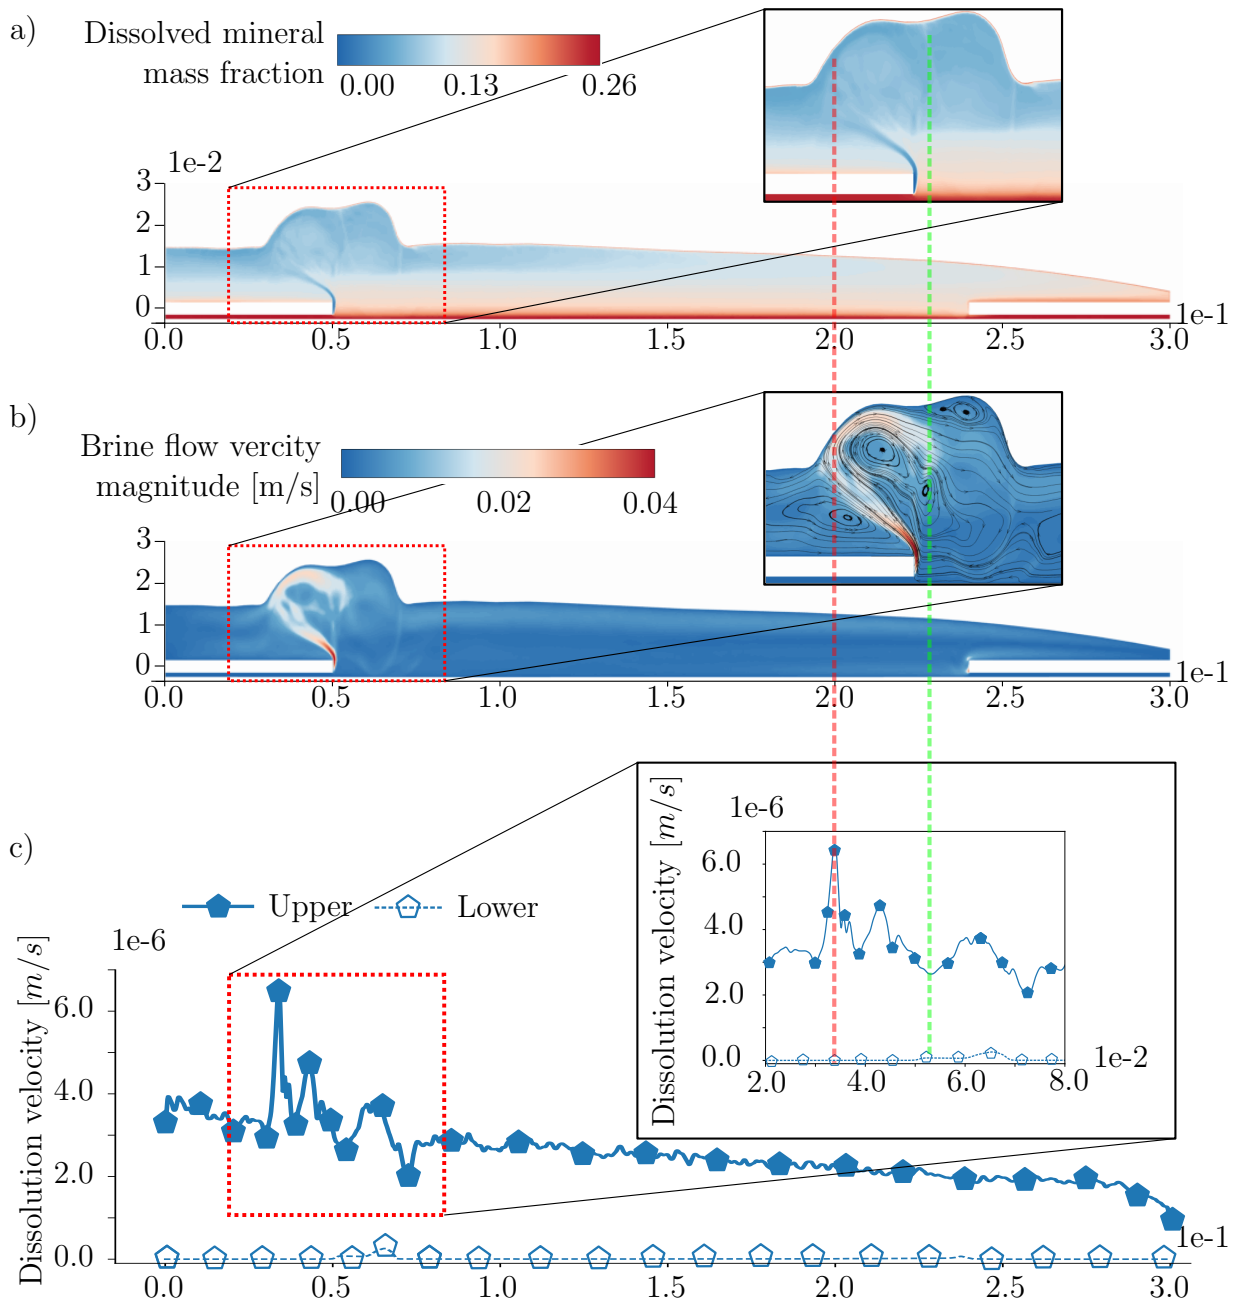 a)
Dissolved mineral
mass fraction
0.00 0.13 0.26
1e-2
3
2
1
0
0.0 0.5 1.0 1.5 2.0 2.5 3.0
1e-1
b)
Brine flow vercity
magnitude [m/s]
0.00 0.02 0.04
3
2
1
0
0.0 0.5 1.0 1.5 2.0 2.5 3.0
1e-1
c)
Upper Lower
1e-6
Dissolution velocity [m/s]
6.0
4.0
2.0
0.0
0.0 0.5 1.0 1.5 2.0 2.5 3.0
1e-1
1e-6
Dissolution velocity [m/s]
6.0
4.0
2.0
0.0
2.0 4.0 6.0 8.0
1e-2